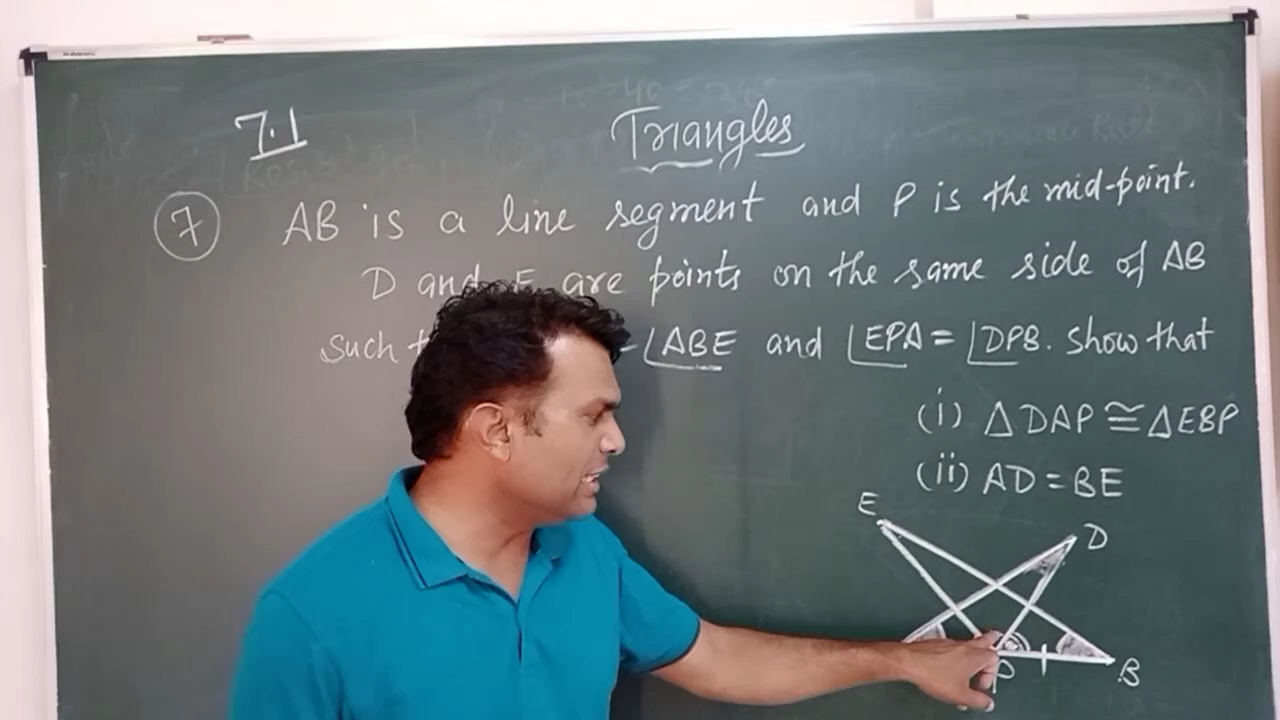 7.1 Triangles
7 AB is a line segment and P is the mid-point.
D and E are points on the same side of AB
such = ∠ABE and ∠EPA = ∠DPB. Show that
(i) △DAP ≅ △EBP
(ii) AD = BE
E
D
P
B